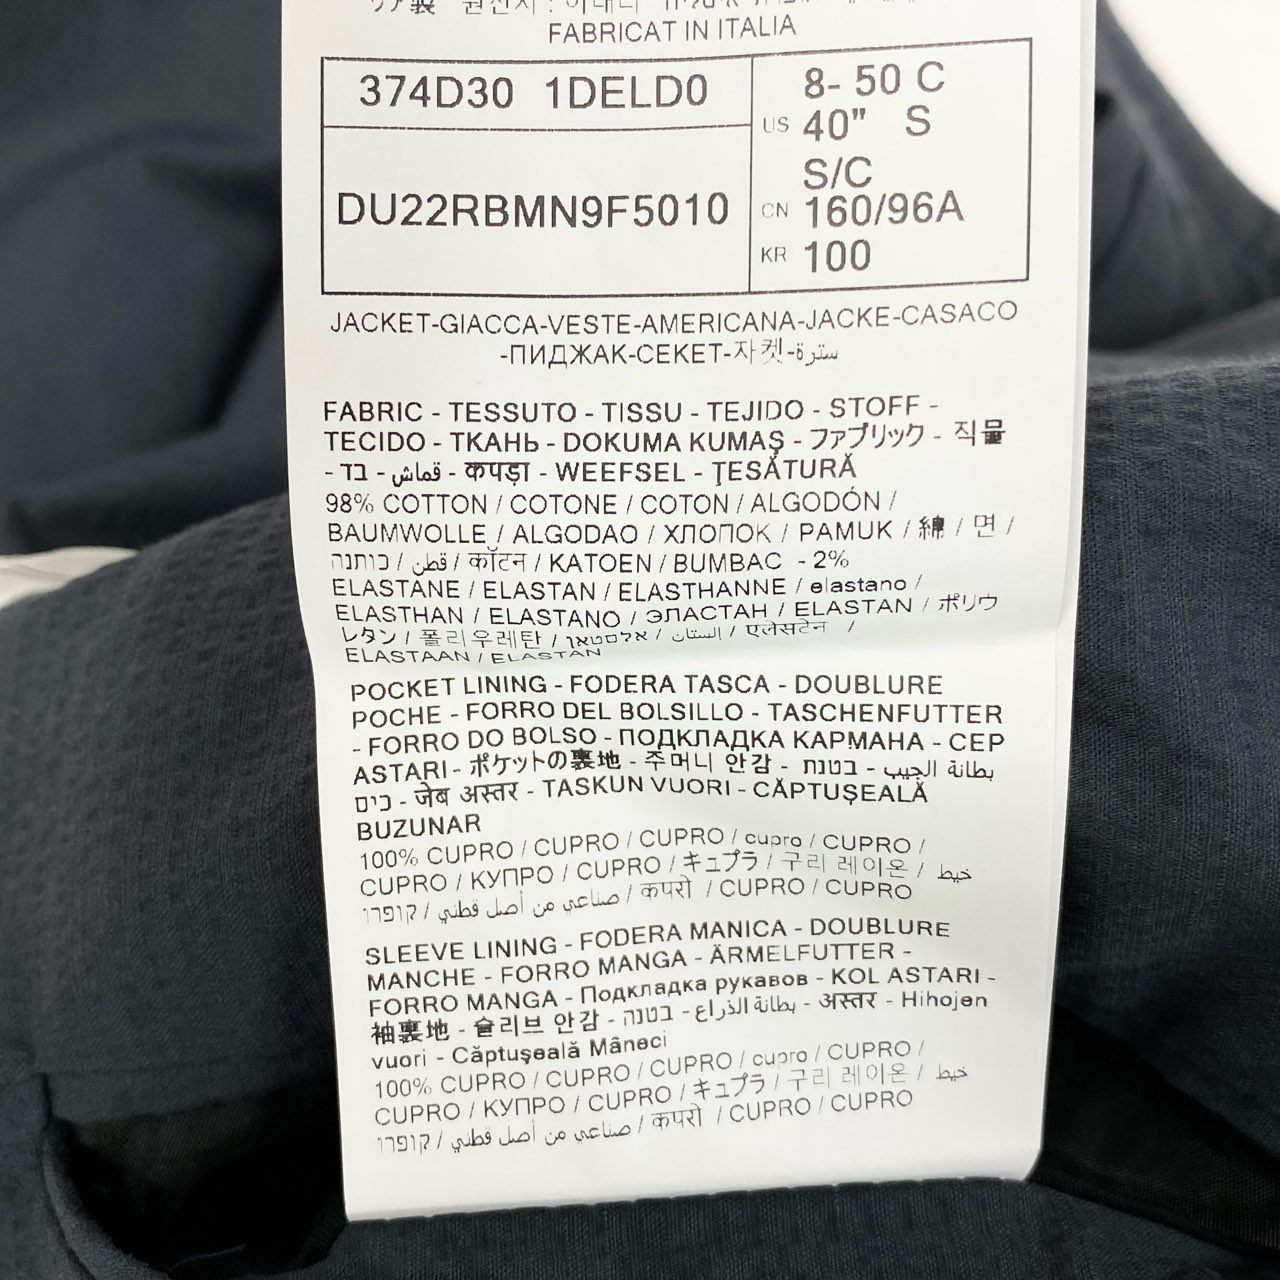 FABRICAT IN ITALIA
374D30 1DELD0
DU22RBMN9F5010
8- 50 C
US 40" S
S/C
CN 160/96A
KR 100
JACKET-GIACCA-VESTE-AMERICANA-JACKE-CASACO
-ПИДЖАК-CEKET-자켓-سترة
FABRIC - TESSUTO - TISSU - TEJIDO - STOFF -
TECIDO - ТКАНЬ - DOKUMA KUMAŞ - ファブリック - 직물
- בד - قماش - कपड़ा - WEEFSEL - ŢESĂTURĂ
98% COTTON / COTONE / COTON / ALGODÓN /
BAUMWOLLE / ALGODAO / ХЛОПОК / PAMUK / 綿 / 면 /
כותנה / قطن / कॉटन / KATOEN / BUMBAC - 2%
ELASTANE / ELASTAN / ELASTHANNE / elastano /
ELASTHAN / ELASTANO / ЭЛАСТАН / ELASTAN / ポリウ
レタン / 폴리우레탄 / אלסטאן / الستان / एलेसटेन /
ELASTAAN / ELASTAN
POCKET LINING - FODERA TASCA - DOUBLURE
POCHE - FORRO DEL BOLSILLO - TASCHENFUTTER
- FORRO DO BOLSO - ПОДКЛАДКА КАРМАНА - CEP
ASTARI - ポケットの裏地 - 주머니 안감 - בטנת - بطانة الجيب
כיס - जेब अस्तर - TASKUN VUORI - CĂPTUŞEALĂ
BUZUNAR
100% CUPRO / CUPRO / CUPRO / cupro / CUPRO /
CUPRO / КУПРО / CUPRO / キュプラ / 구리 레이온 / خيط
קופרו / صناعي من أصل قطني / कपरो / CUPRO / CUPRO
SLEEVE LINING - FODERA MANICA - DOUBLURE
MANCHE - FORRO MANGA - ÄRMELFUTTER -
FORRO MANGA - Подкладка рукавов - KOL ASTARI -
袖裏地 - 슬리브 안감 - בטנה - بطانة الذراع - अस्तर - Hihojen
vuori - Căptuşeală Mâneci
100% CUPRO / CUPRO / CUPRO / cupro / CUPRO /
CUPRO / КУПРО / CUPRO / キュプラ / 구리 레이온 / خيط
קופרו / صناعي من أصل قطني / कपरो / CUPRO / CUPRO